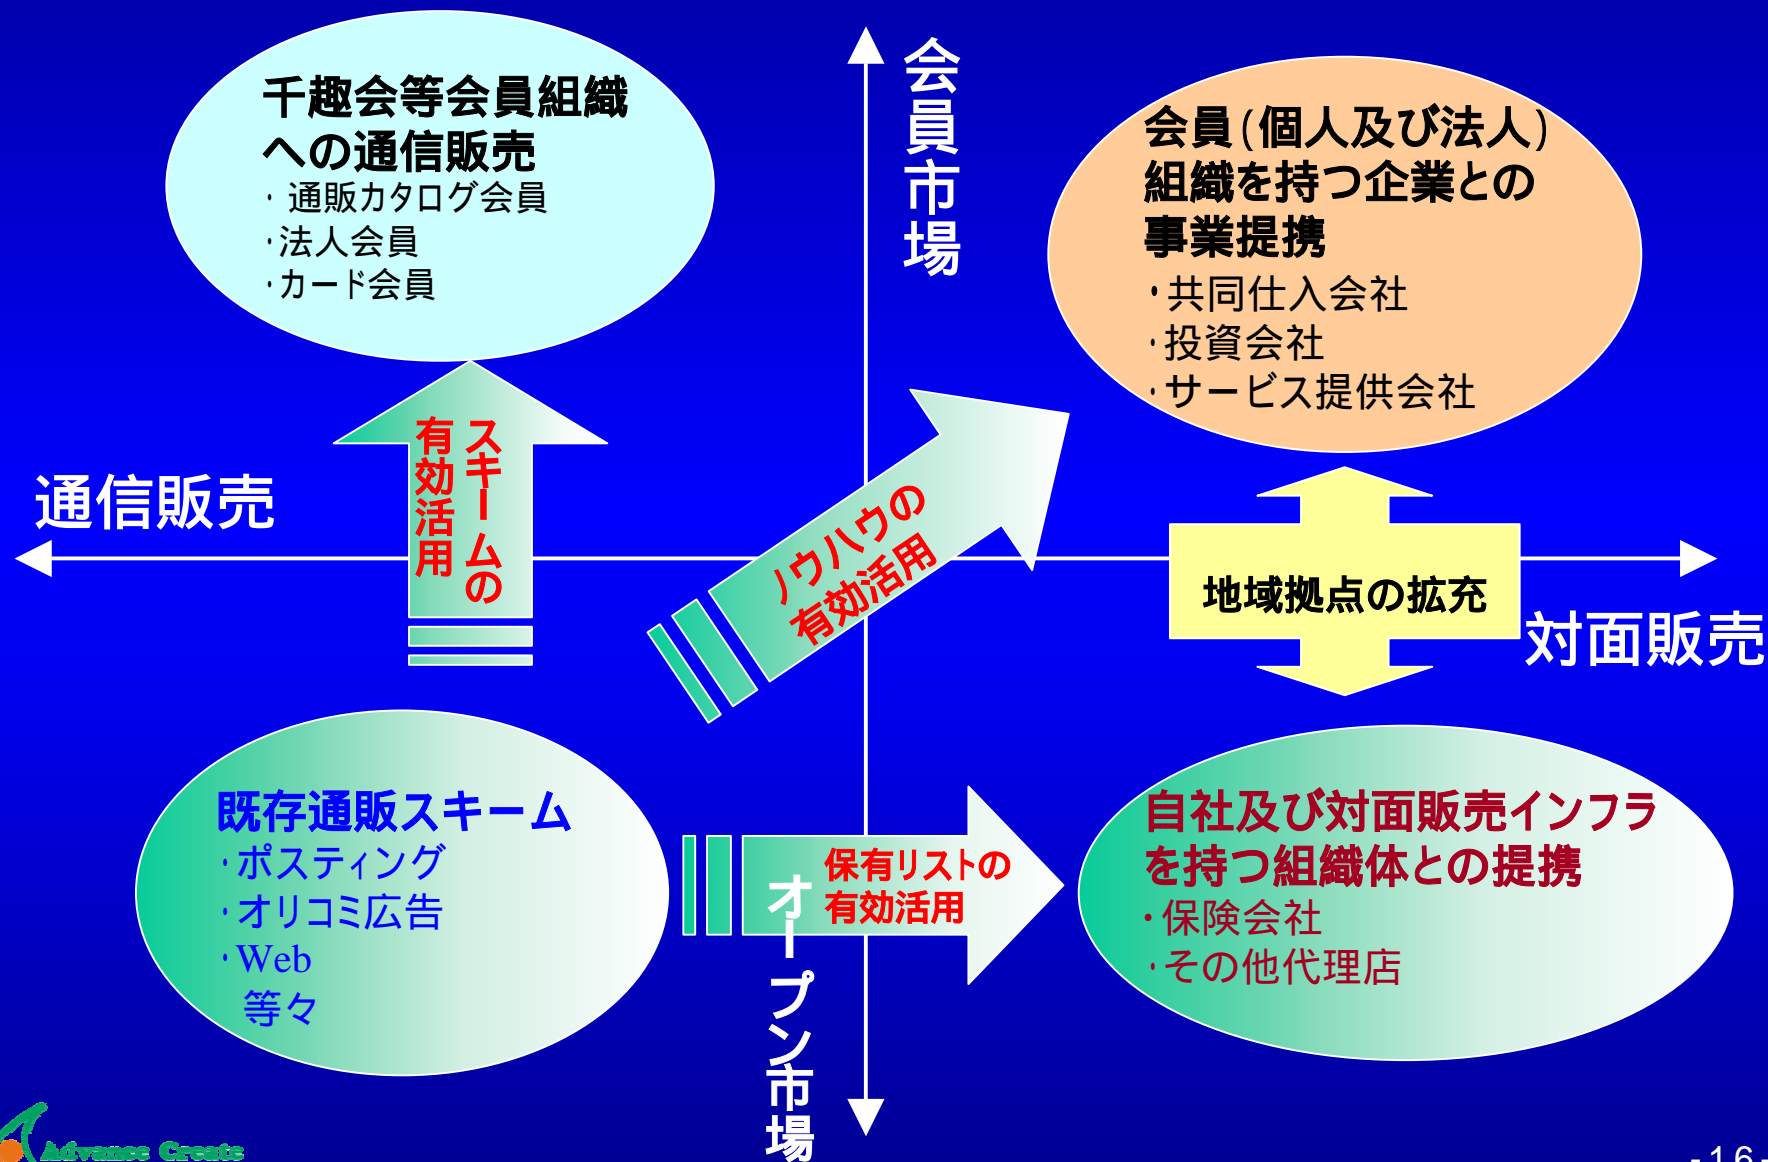 千趣会等会員組織
への通信販売
・通販カタログ会員
・法人会員
・カード会員
会員市場
会員(個人及び法人)
組織を持つ企業との
事業提携
・共同仕入会社
・投資会社
・サービス提供会社
スキームの
有効活用
ノウハウの
有効活用
通信販売
地域拠点の拡充
対面販売
既存通販スキーム
・ポスティング
・オリコミ広告
・Web
等々
保有リストの
有効活用
オープン市場
自社及び対面販売インフラ
を持つ組織体との提携
・保険会社
・その他代理店
Advance Create
-16-